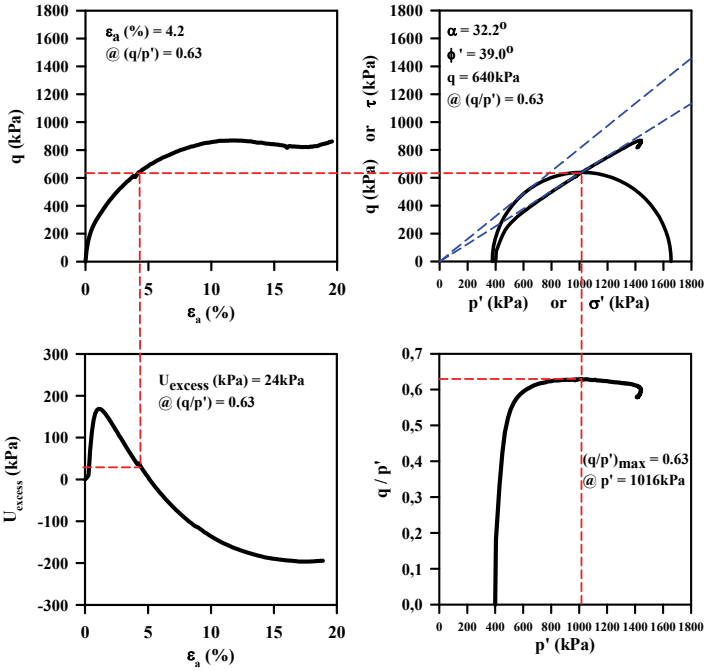 1800
1600
1400
1200
1000
800
600
400
200
0
q (kPa)
εa (%) = 4.2
@ (q/p') = 0.63
0 5 10 15 20
εa (%)
1800
1600
1400
1200
1000
800
600
400
200
0
q (kPa) or τ (kPa)
α = 32.2o
ϕ' = 39.0o
q = 640kPa
@ (q/p') = 0.63
0 200 400 600 800 1000 1200 1400 1600 1800
p' (kPa) or σ' (kPa)
300
200
100
0
-100
-200
-300
Uexcess (kPa)
Uexcess (kPa) = 24kPa
@ (q/p') = 0.63
0 5 10 15 20
εa (%)
0,7
0,6
0,5
0,4
0,3
0,2
0,1
0,0
q / p'
(q/p')max = 0.63
@ p' = 1016kPa
0 200 400 600 800 1000 1200 1400 1600 1800
p' (kPa)